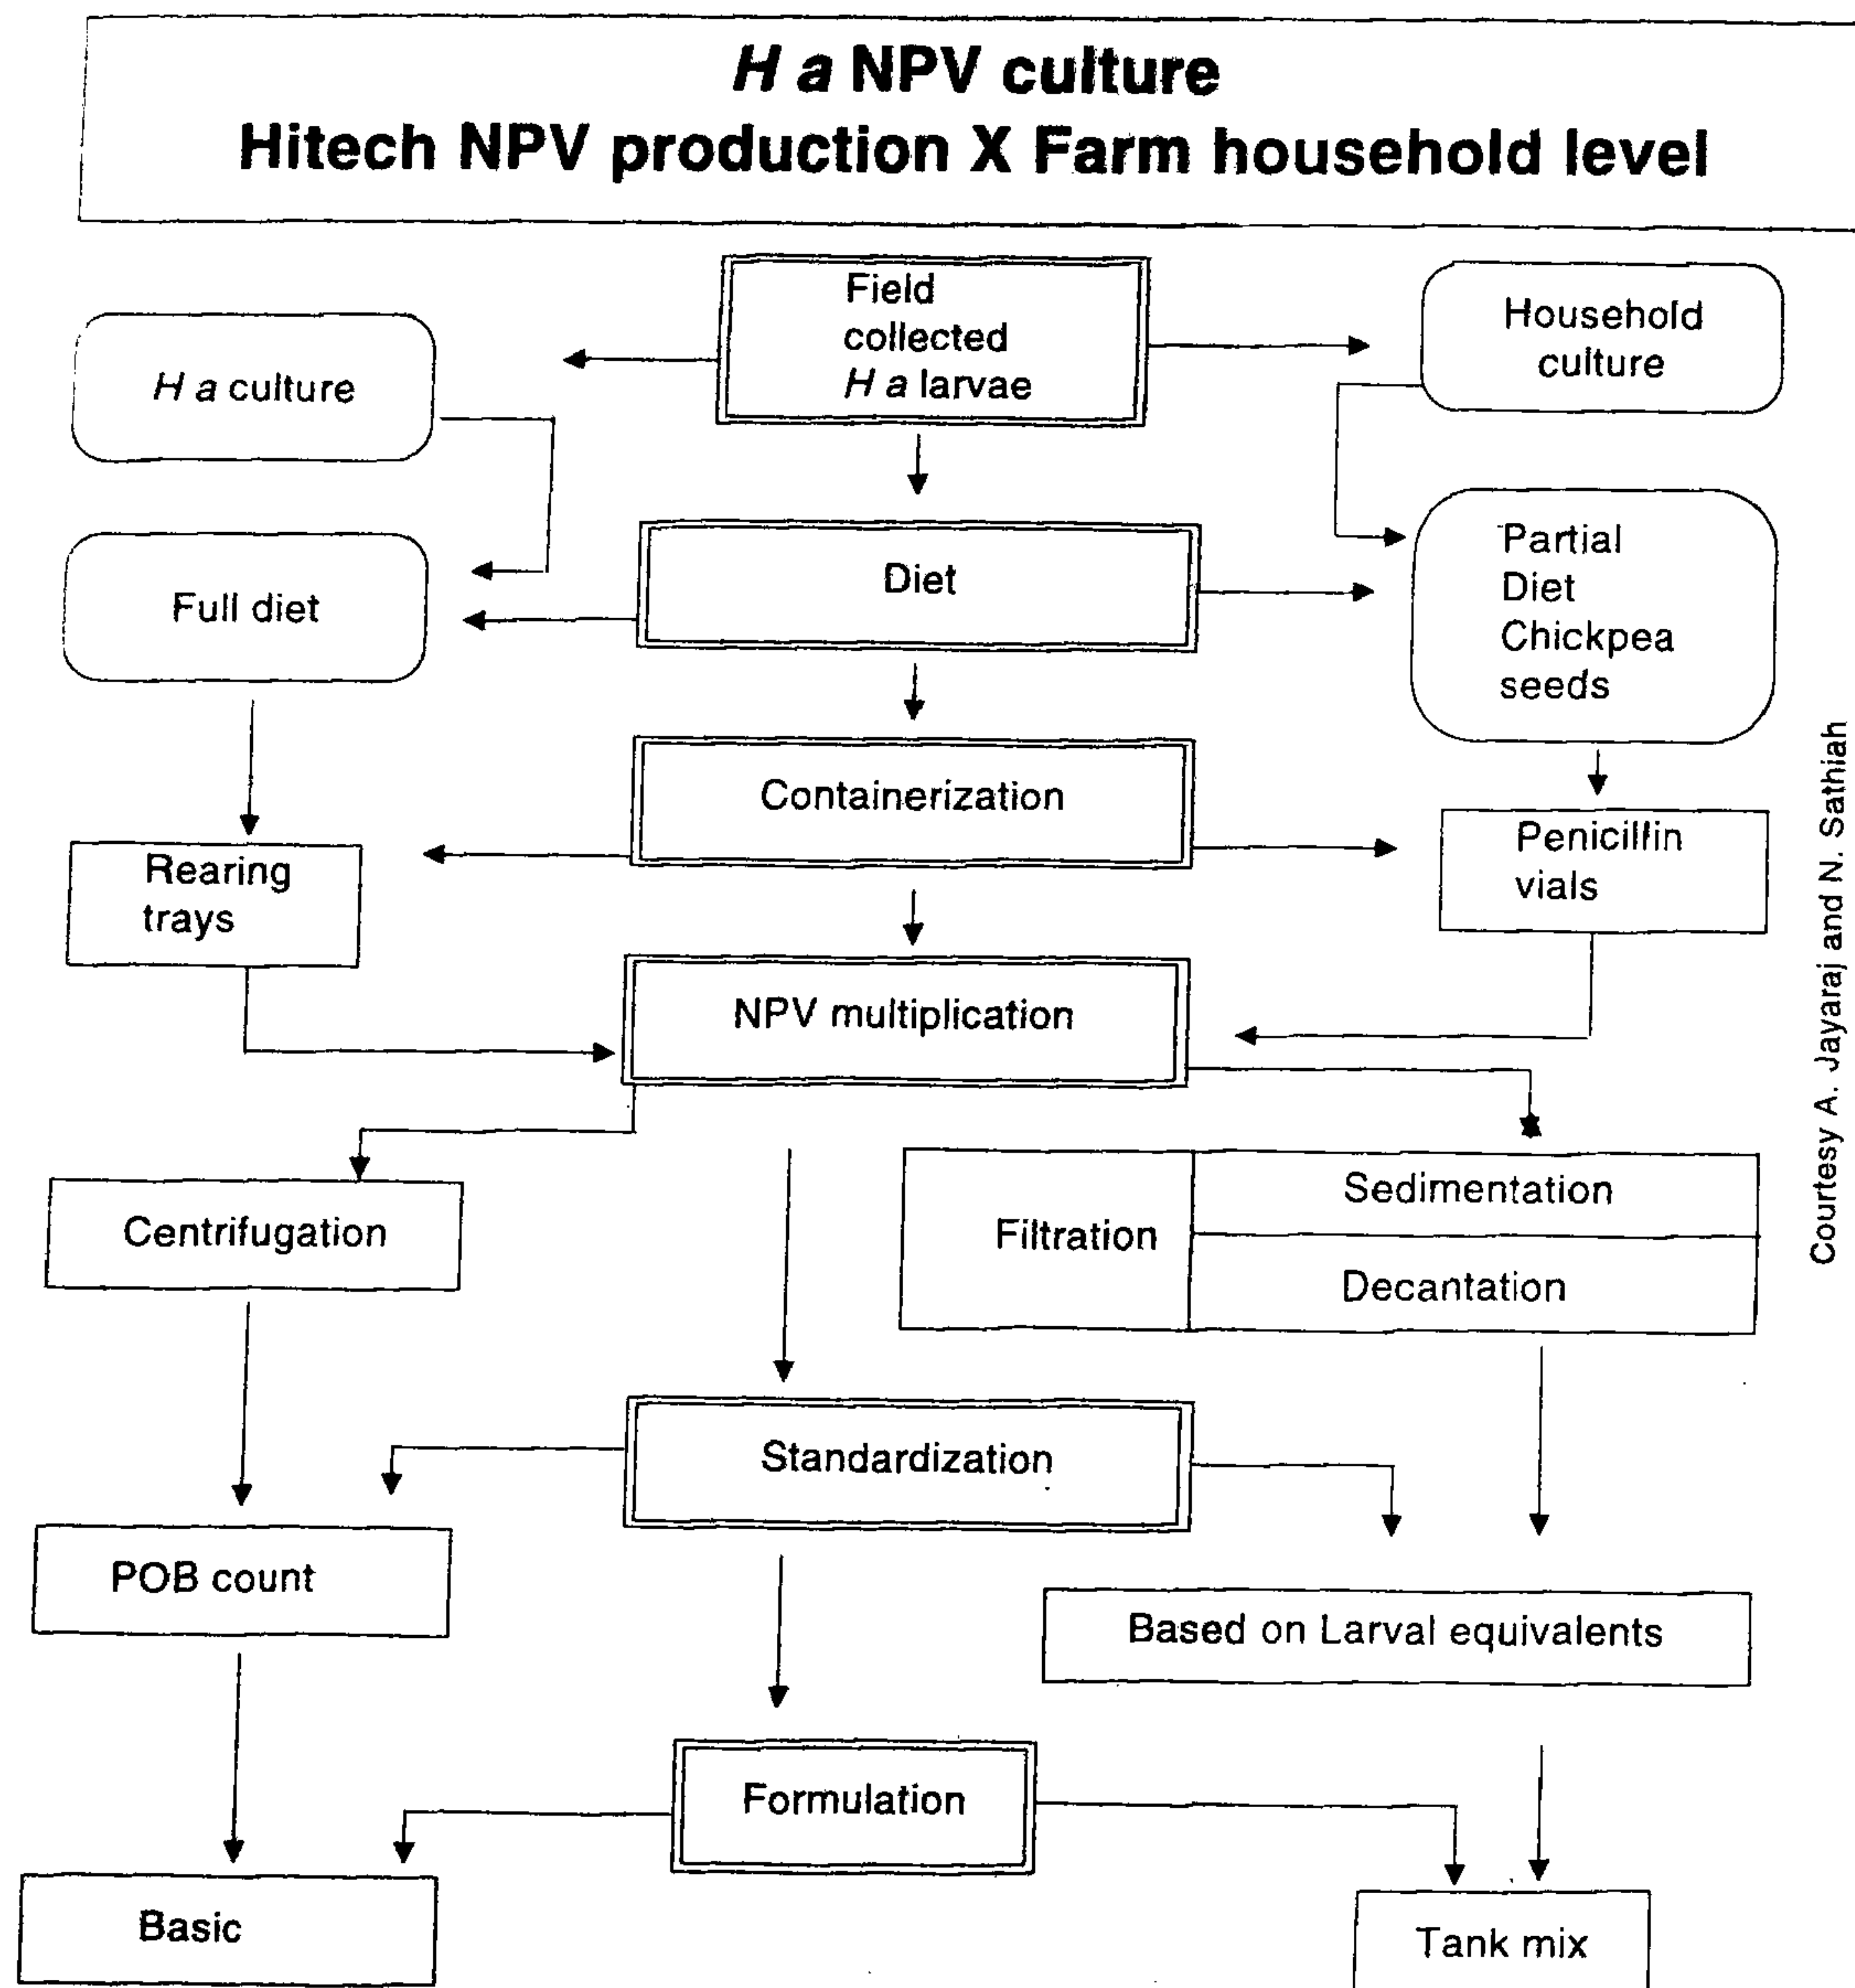 H a NPV culture
Hitech NPV production X Farm household level
Field
collected
H a larvae
Household
culture
H a culture
Partial
Diet
Chickpea
seeds
Diet
Full diet
Containerization
Penicillin
vials
Rearing
trays
NPV multiplication
Sedimentation
Centrifugation
Filtration
Decantation
Standardization
POB count
Based on Larval equivalents
Formulation
Basic
Tank mix
Courtesy A. Jayaraj and N. Sathiah